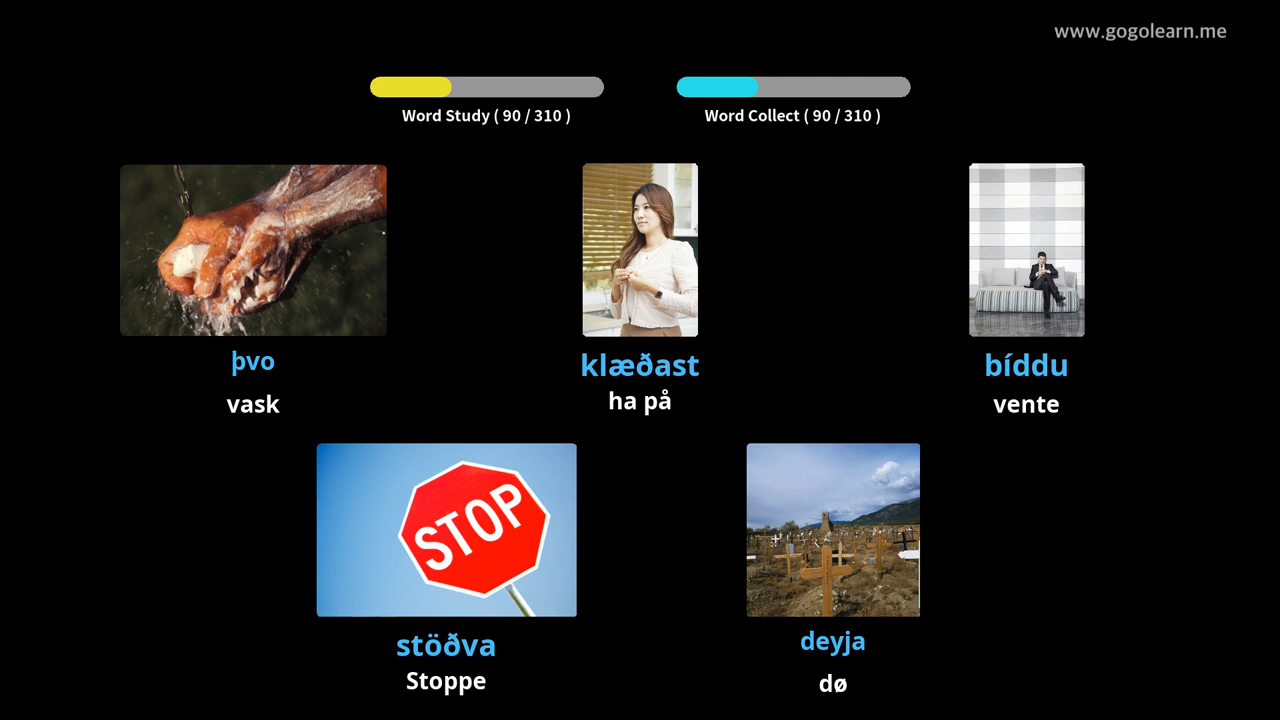 www.gogolearn.me
Word Study ( 90 / 310 )
Word Collect ( 90 / 310 )
þvo
vask
klæðast
ha på
bíddu
vente
STOP
stöðva
Stoppe
deyja
dø